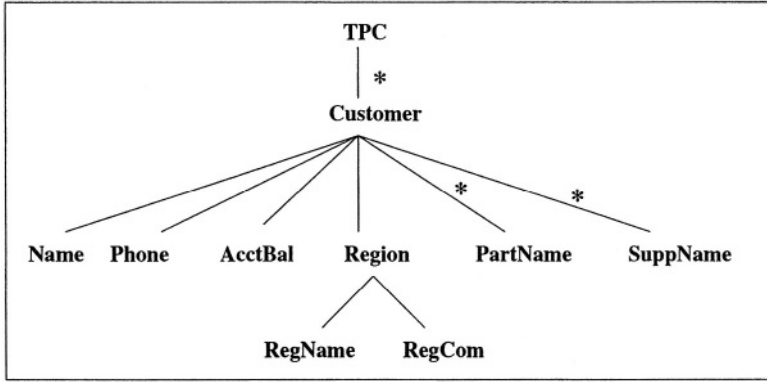 TPC
*
Customer
*
*
Name Phone AcctBal Region PartName SuppName
RegName RegCom